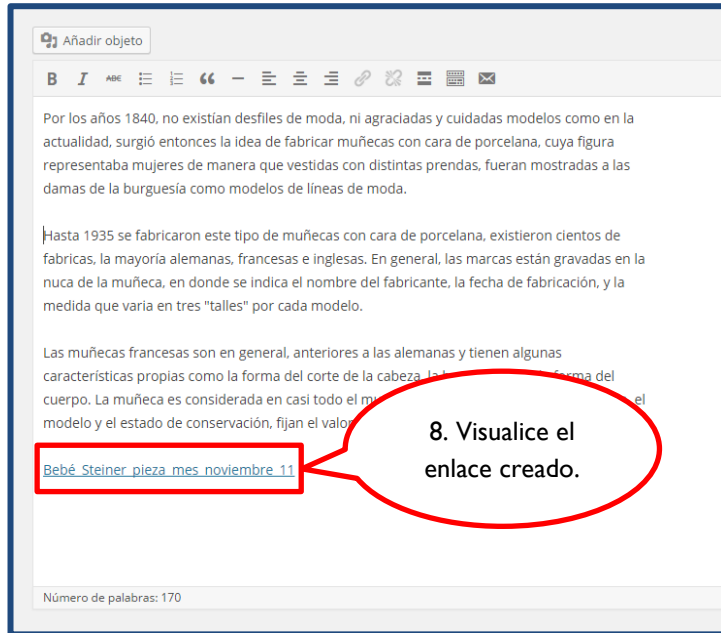 Añadir objeto
B I ABE
Por los años 1840, no existían desfiles de moda, ni agraciadas y cuidadas modelos como en la
actualidad, surgió entonces la idea de fabricar muñecas con cara de porcelana, cuya figura
representaba mujeres de manera que vestidas con distintas prendas, fueran mostradas a las
damas de la burguesía como modelos de líneas de moda.
Hasta 1935 se fabricaron este tipo de muñecas con cara de porcelana, existieron cientos de
fabricas, la mayoría alemanas, francesas e inglesas. En general, las marcas están gravadas en la
nuca de la muñeca, en donde se indica el nombre del fabricante, la fecha de fabricación, y la
medida que varia en tres "talles" por cada modelo.
Las muñecas francesas son en general, anteriores a las alemanas y tienen algunas
características propias como la forma del corte de la cabeza, la forma del
cuerpo. La muñeca es considerada en casi todo el el
modelo y el estado de conservación, fijan el valor
8. Visualice el
enlace creado.
Bebé_Steiner_pieza_mes_noviembre_11
Número de palabras: 170